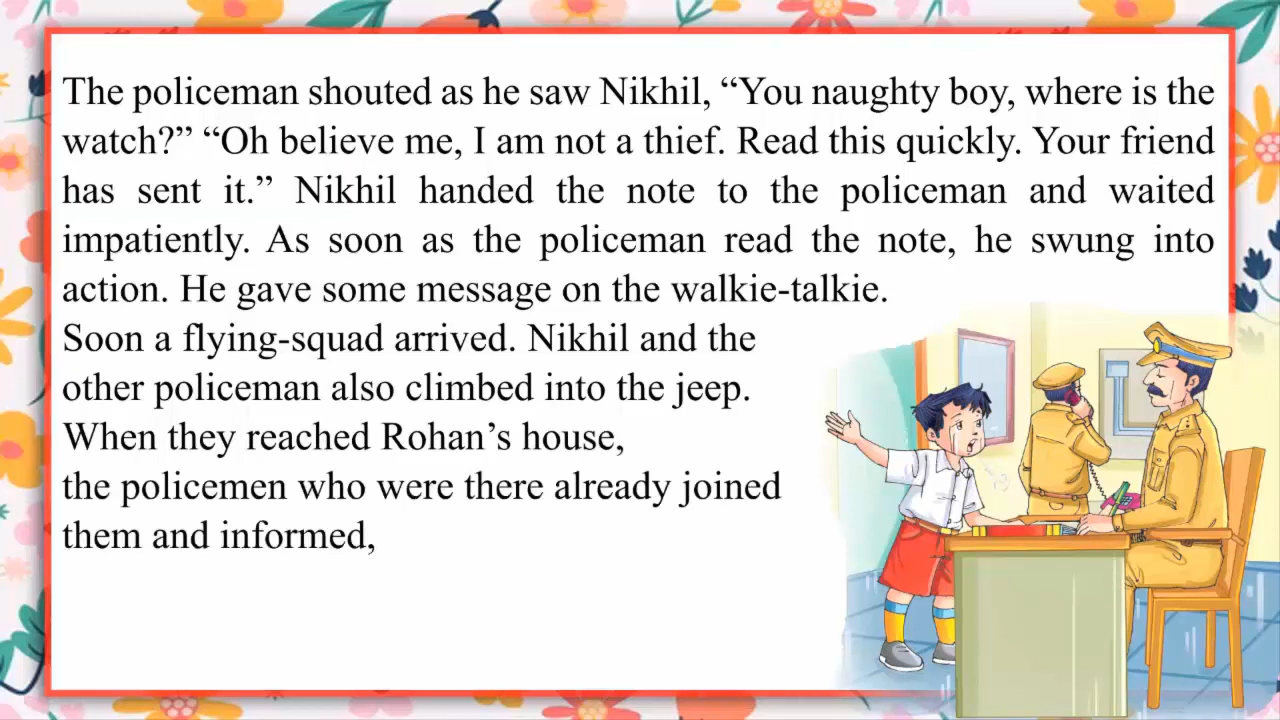 The policeman shouted as he saw Nikhil, “You naughty boy, where is the
watch?” “Oh believe me, I am not a thief. Read this quickly. Your friend
has sent it.” Nikhil handed the note to the policeman and waited
impatiently. As soon as the policeman read the note, he swung into
action. He gave some message on the walkie-talkie.
Soon a flying-squad arrived. Nikhil and the
other policeman also climbed into the jeep.
When they reached Rohan’s house,
the policemen who were there already joined
them and informed,